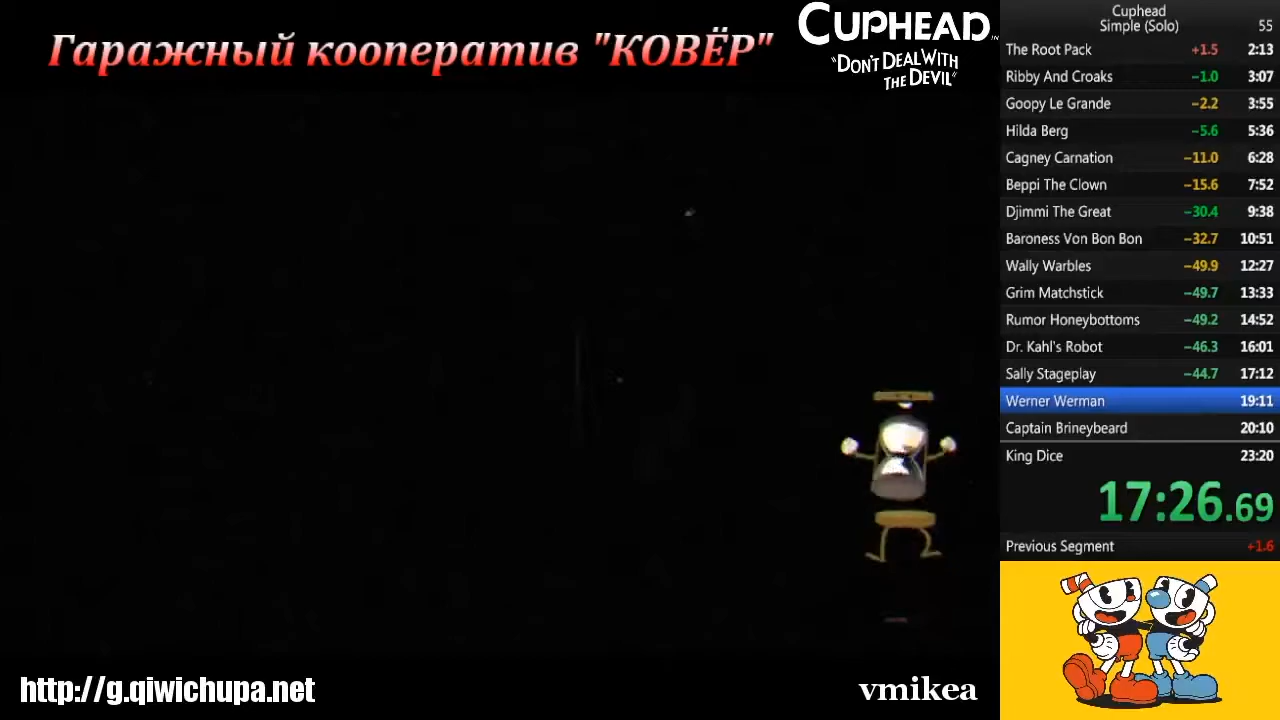 Гаражный кооператив "КОВЁР"
CUPHEAD
"DON'T DEAL WITH
THE DEVIL"
Cuphead
Simple (Solo) 55
The Root Pack +1.5 2:13
Ribby And Croaks −1.0 3:07
Goopy Le Grande −2.2 3:55
Hilda Berg −5.6 5:36
Cagney Carnation −11.0 6:28
Beppi The Clown −15.6 7:52
Djimmi The Great −30.4 9:38
Baroness Von Bon Bon −32.7 10:51
Wally Warbles −49.9 12:27
Grim Matchstick −49.7 13:33
Rumor Honeybottoms −49.2 14:52
Dr. Kahl's Robot −46.3 16:01
Sally Stageplay −44.7 17:12
Werner Werman 19:11
Captain Brineybeard 20:10
King Dice 23:20
17:26.69
Previous Segment +1.6
http://g.qiwichupa.net
vmikea